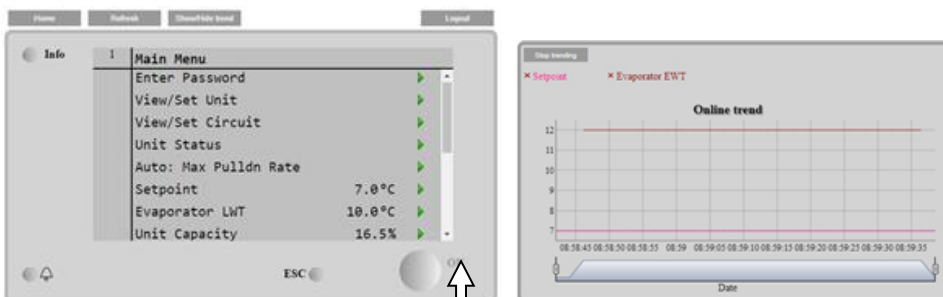 Home Refresh Show/Hide trend Logout
Info
1 Main Menu
Enter Password
View/Set Unit
View/Set Circuit
Unit Status
Auto: Max Pulldn Rate
Setpoint 7.0°C
Evaporator LWT 10.0°C
Unit Capacity 16.5%
ESC
Stop trending
× Setpoint × Evaporator EWT
Online trend
12
11
10
9
8
7
08:58:45 08:58:50 08:58:55 08:59 08:59:05 08:59:10 08:59:15 08:59:20 08:59:25 08:59:30 08:59:35
Date